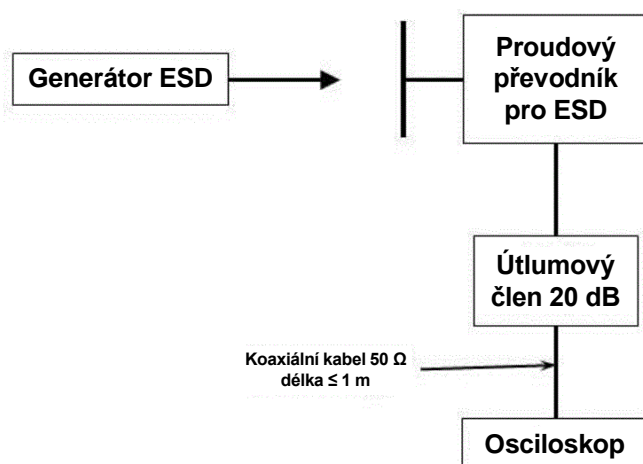 Generátor ESD
Proudový
převodník
pro ESD
Útlumový
člen 20 dB
Koaxiální kabel 50 Ω
délka ≤ 1 m
Osciloskop